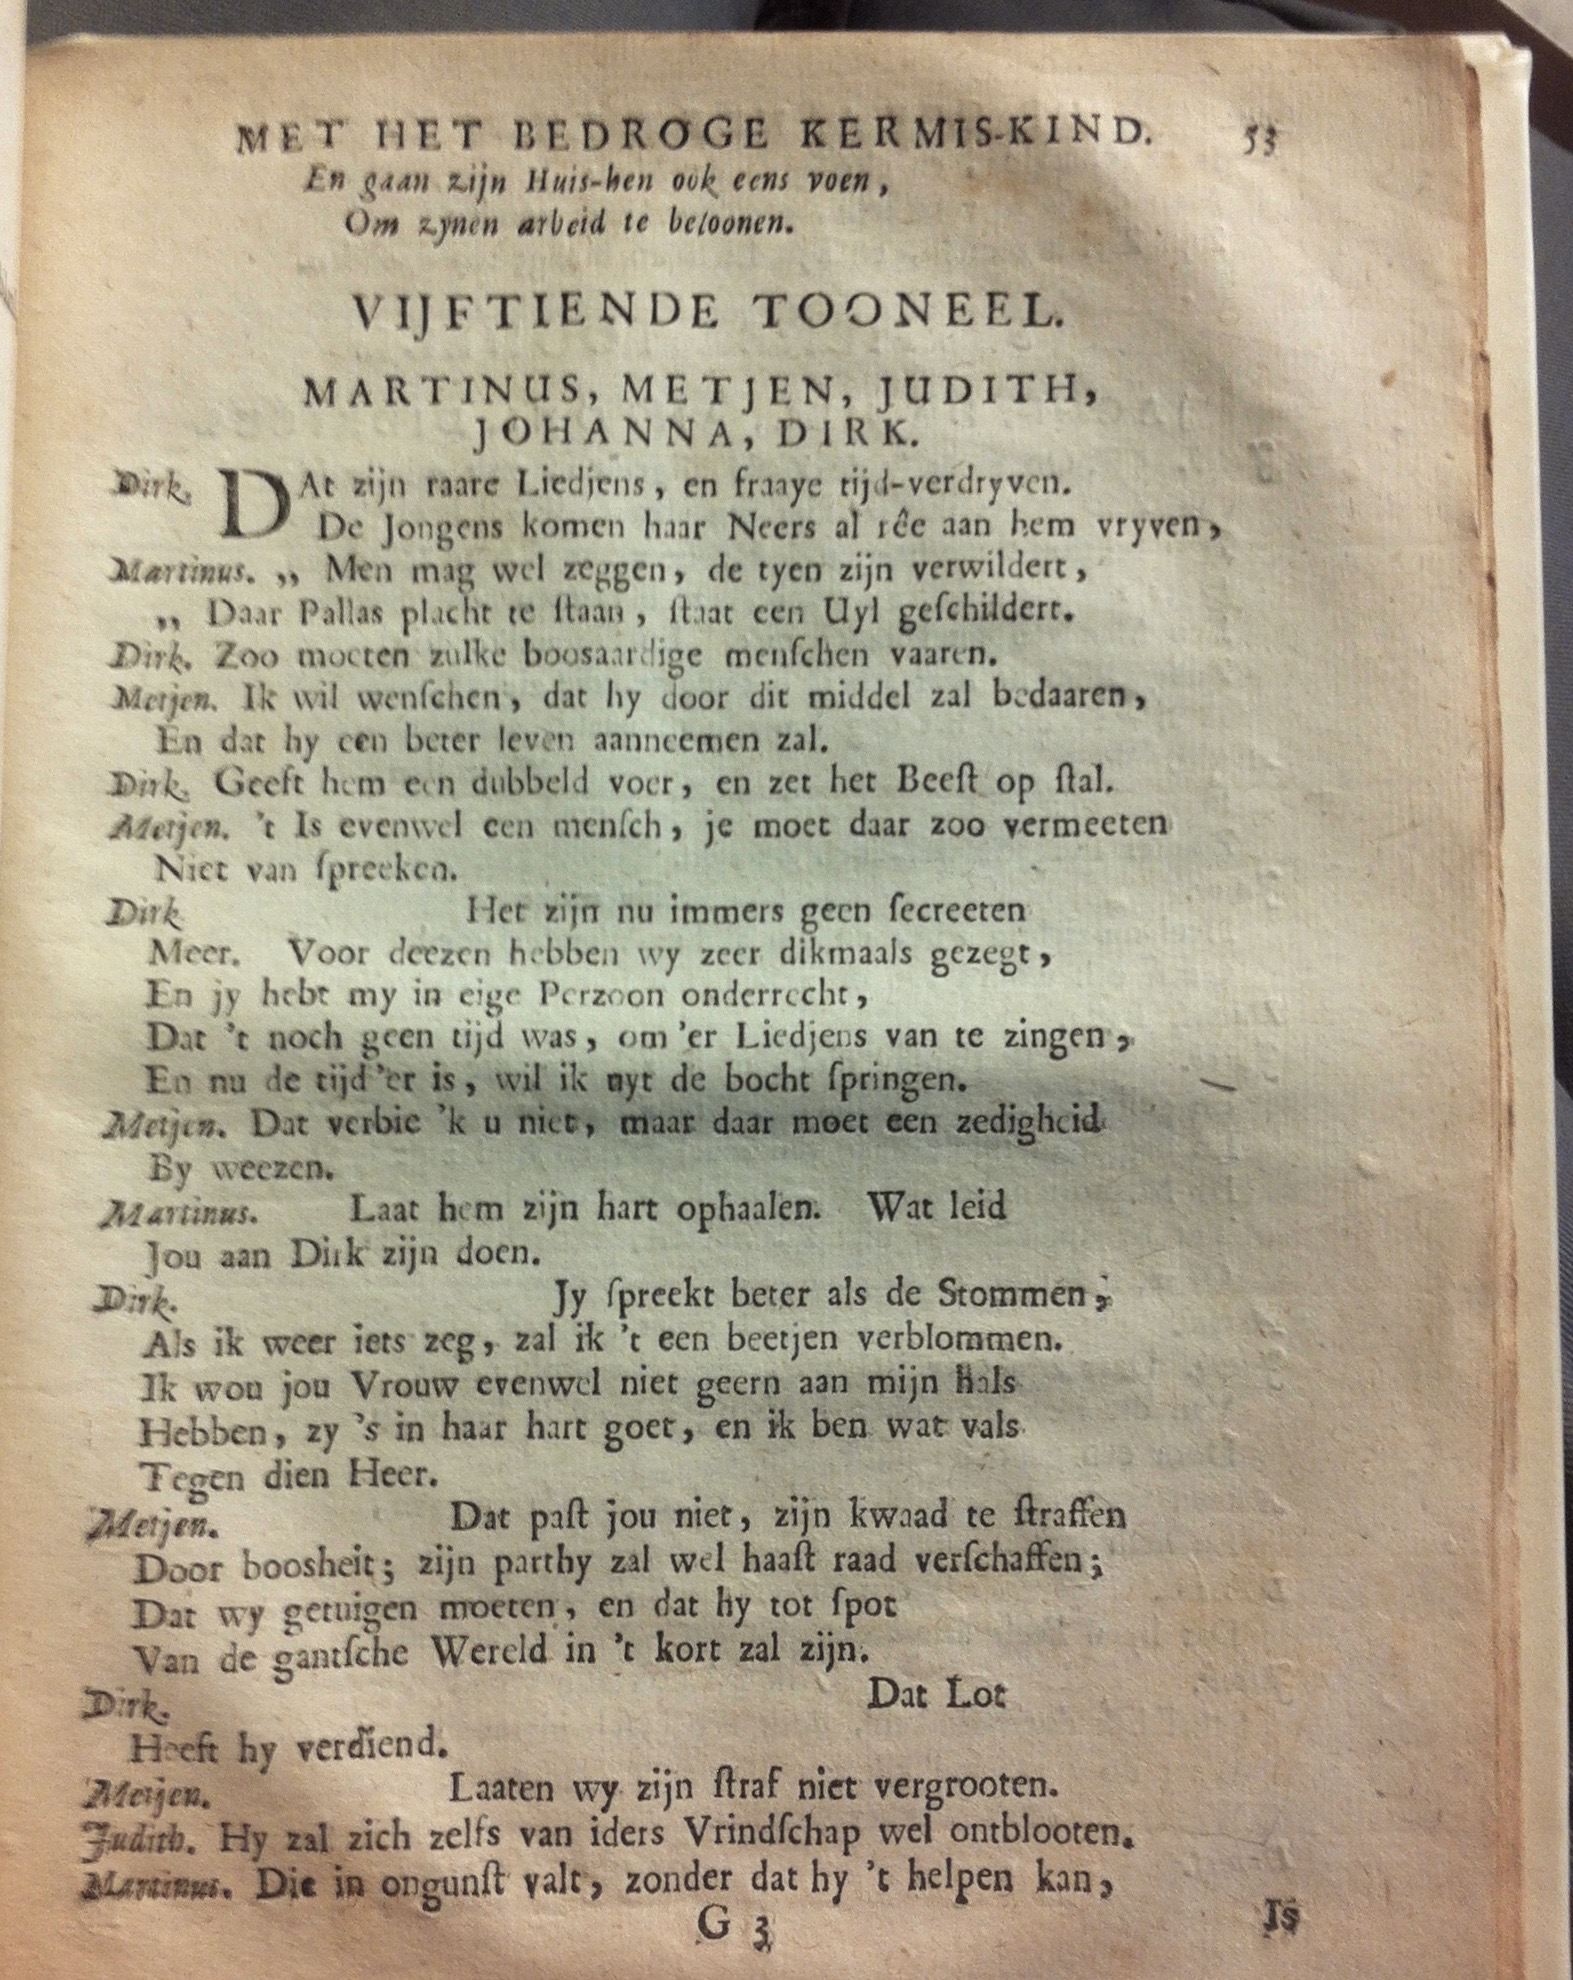 MET HET BEDROGE KERMIS-KIND. 53
En gaan zijn Huis-hen ook eens voen,
Om zynen arbeid te beloonen.
VIJFTIENDE TOONEEL.
MARTINUS, METJEN, JUDITH,
JOHANNA, DIRK.
Dirk. DAt zijn raare Liedjens, en fraaye tijd-verdryven.
De Jongens komen haar Neers al rêe aan hem vryven,
Martinus. „ Men mag wel zeggen, de tyen zijn verwildert,
„ Daar Pallas placht te ſtaan, ſtaat een Uyl geſchildert.
Dirk. Zoo moeten zulke boosaardige menſchen vaaren.
Metjen. Ik wil wenſchen, dat hy door dit middel zal bedaaren,
En dat hy een beter leven aanneemen zal.
Dirk. Geeft hem een dubbeld voer, en zet het Beeſt op ſtal.
Metjen. 't Is evenwel een menſch, je moet daar zoo vermeeten
Niet van ſpreeken.
Dirk Het zijn nu immers geen ſecreeten
Meer. Voor deezen hebben wy zeer dikmaals gezegt,
En jy hebt my in eige Perzoon onderrecht,
Dat 't noch geen tijd was, om 'er Liedjens van te zingen,
En nu de tijd 'er is, wil ik uyt de bocht ſpringen.
Metjen. Dat verbie 'k u niet, maar daar moet een zedigheid
By weezen.
Martinus. Laat hem zijn hart ophaalen. Wat leid
Jou aan Dirk zijn doen.
Dirk. Jy ſpreekt beter als de Stommen;
Als ik weer iets zeg, zal ik 't een beetjen verblommen.
Ik wou jou Vrouw evenwel niet geern aan mijn Hals
Hebben, zy 's in haar hart goet, en ik ben wat vals
Tegen dien Heer.
Metjen. Dat paſt jou niet, zijn kwaad te ſtraffen
Door boosheit; zijn parthy zal wel haaſt raad verſchaffen;
Dat wy getuigen moeten, en dat hy tot ſpot
Van de gantſche Wereld in 't kort zal zijn.
Dirk. Dat Lot
Heeft hy verdiend.
Metjen. Laaten wy zijn ſtraf niet vergrooten.
Judith. Hy zal zich zelfs van iders Vrindſchap wel ontblooten.
Martinus. Die in ongunſt valt, zonder dat hy 't helpen kan,
G 3 Is